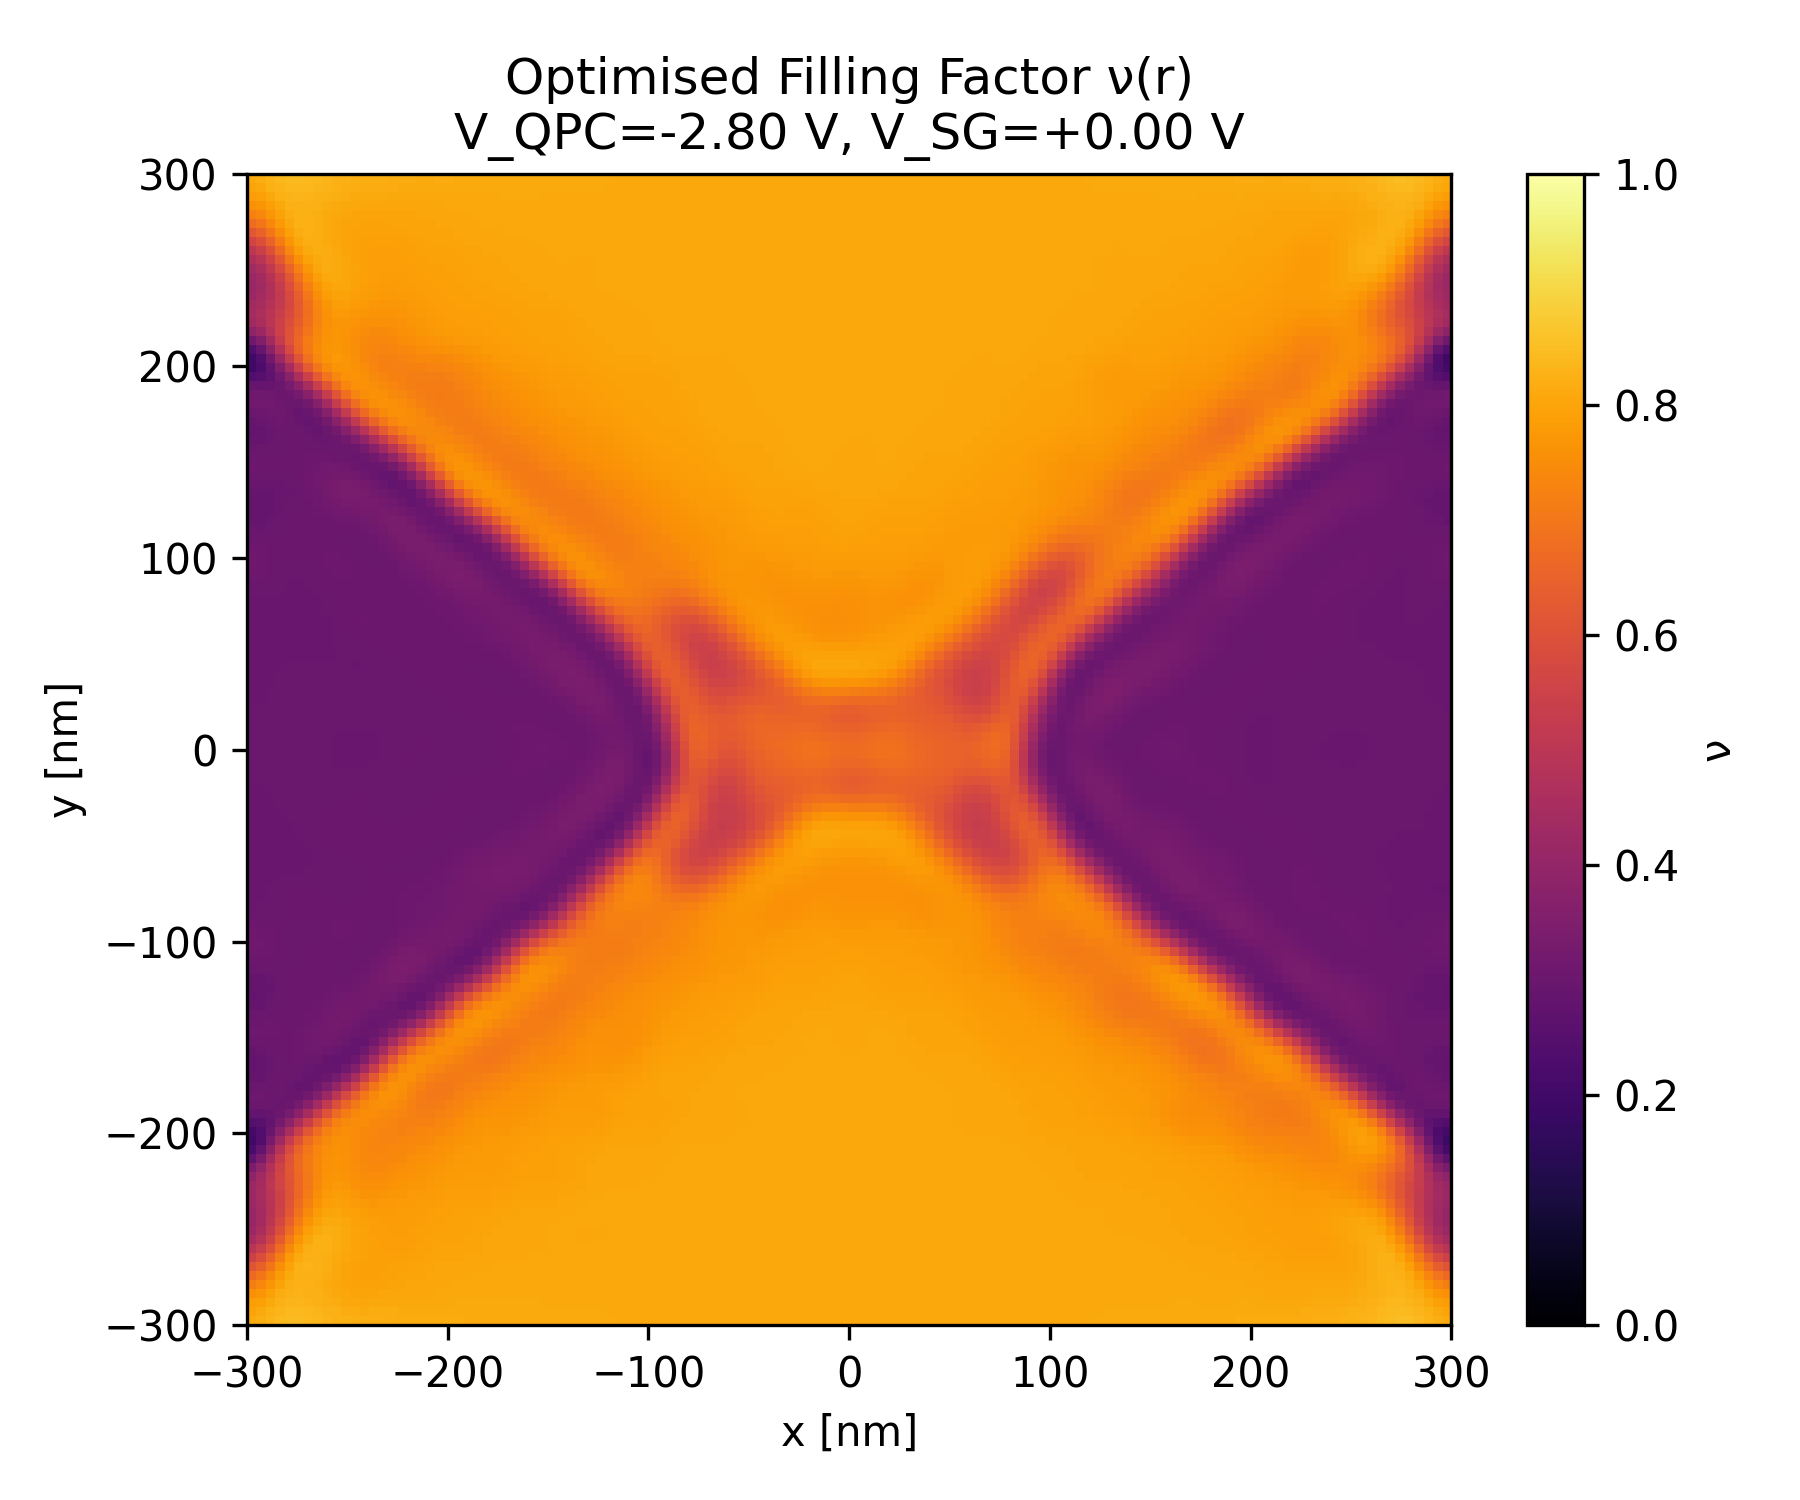 Optimised Filling Factor ν(r)
V_QPC=-2.80 V, V_SG=+0.00 V
300
200
100
0
−100
−200
−300
y [nm]
−300 −200 −100 0 100 200 300
x [nm]
1.0
0.8
0.6
0.4
0.2
0.0
ν